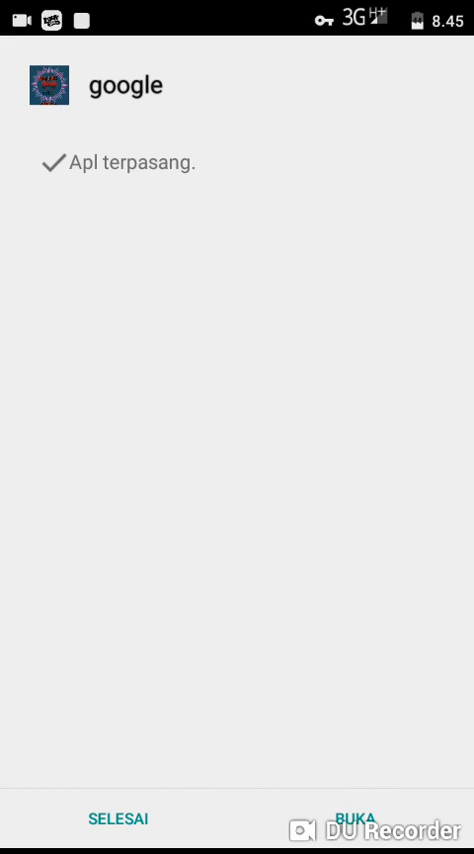 3G H+ 8.45
google
Apl terpasang.
SELESAI
BUKA
DU Recorder